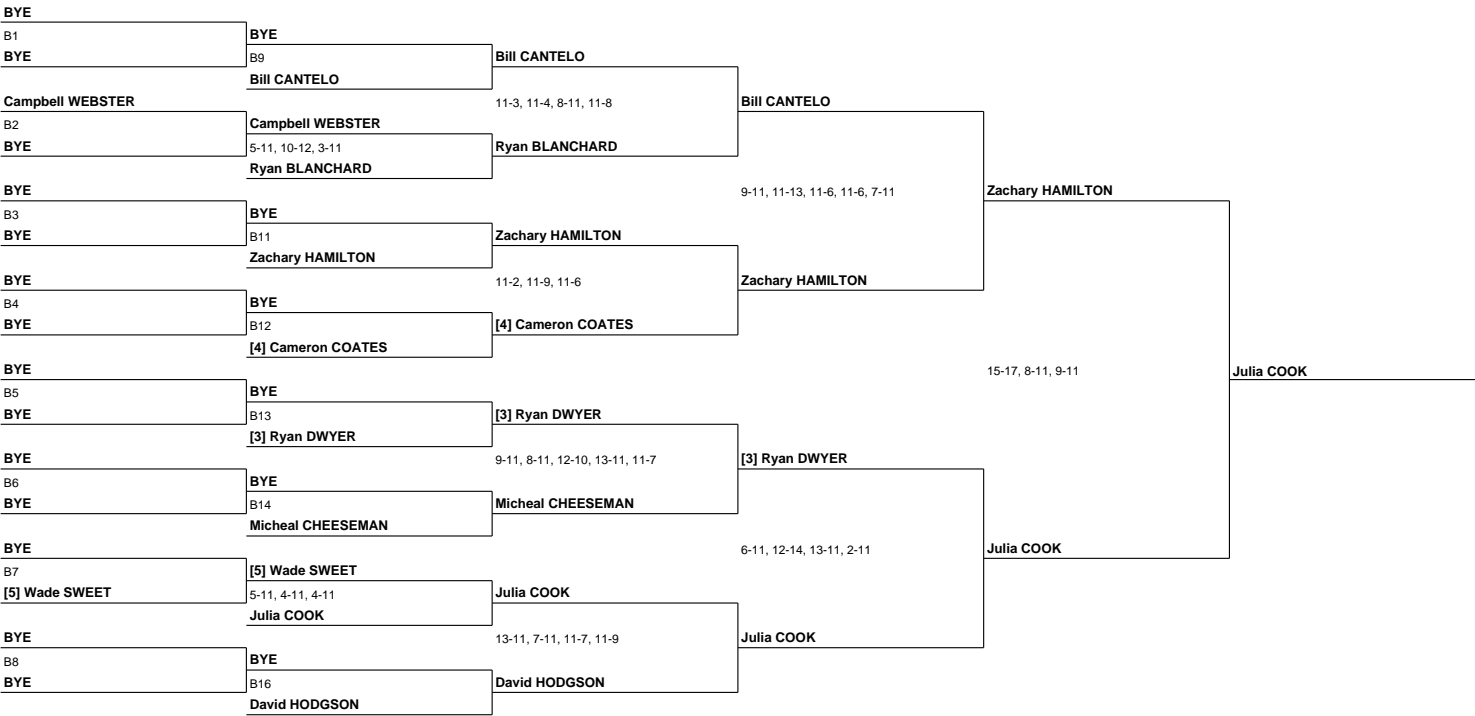 BYE
B1
BYE
Campbell WEBSTER
B2
BYE
BYE
B3
BYE
BYE
B4
BYE
BYE
B5
BYE
BYE
B6
BYE
BYE
B7
[5] Wade SWEET
BYE
B8
BYE
BYE
B9
Bill CANTELO
Campbell WEBSTER
5-11, 10-12, 3-11
Ryan BLANCHARD
BYE
B11
Zachary HAMILTON
BYE
B12
[4] Cameron COATES
BYE
B13
[3] Ryan DWYER
BYE
B14
Micheal CHEESEMAN
[5] Wade SWEET
5-11, 4-11, 4-11
Julia COOK
BYE
B16
David HODGSON
Bill CANTELO
11-3, 11-4, 8-11, 11-8
Ryan BLANCHARD
Zachary HAMILTON
11-2, 11-9, 11-6
[4] Cameron COATES
[3] Ryan DWYER
9-11, 8-11, 12-10, 13-11, 11-7
Micheal CHEESEMAN
Julia COOK
13-11, 7-11, 11-7, 11-9
David HODGSON
Bill CANTELO
9-11, 11-13, 11-6, 11-6, 7-11
Zachary HAMILTON
[3] Ryan DWYER
6-11, 12-14, 13-11, 2-11
Julia COOK
Zachary HAMILTON
15-17, 8-11, 9-11
Julia COOK
Julia COOK